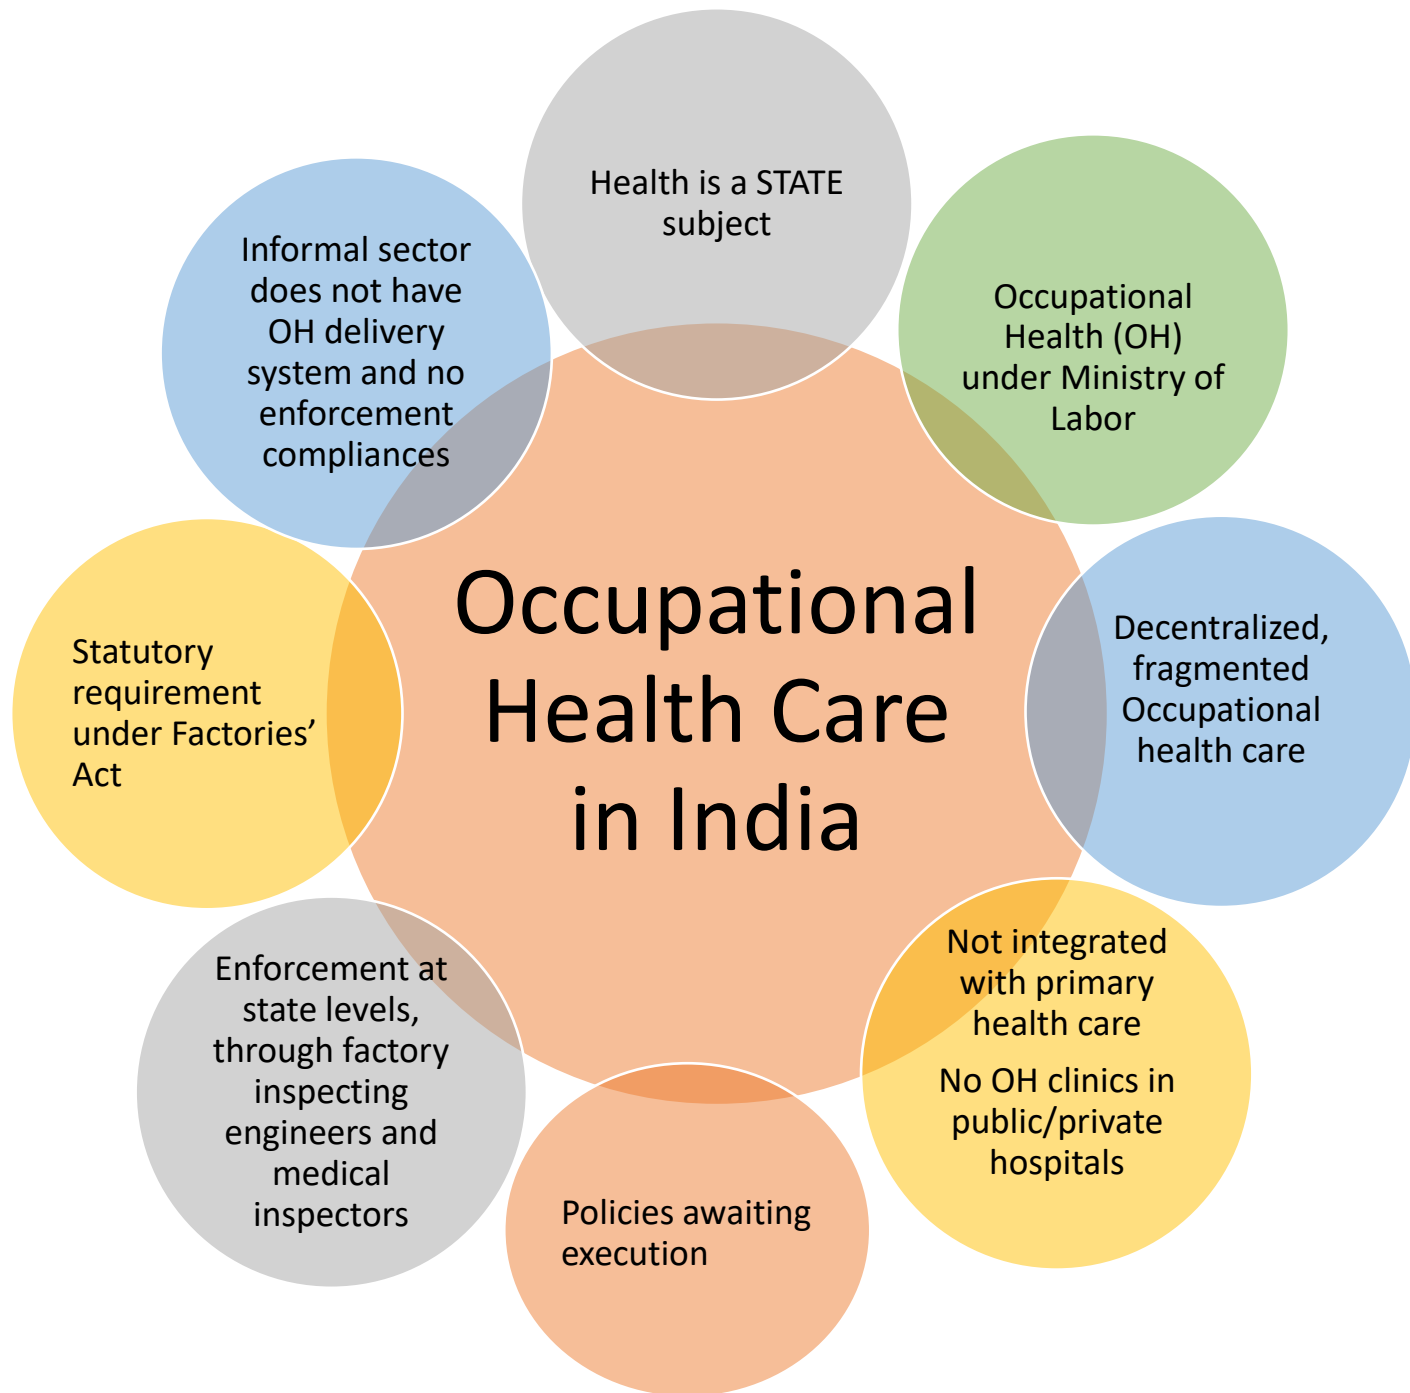 Health is a STATE
subject
Occupational
Health (OH)
under Ministry of
Labor
Decentralized,
fragmented
Occupational
health care
Not integrated
with primary
health care
No OH clinics in
public/private
hospitals
Policies awaiting
execution
Enforcement at
state levels,
through factory
inspecting
engineers and
medical
inspectors
Statutory
requirement
under Factories’
Act
Informal sector
does not have
OH delivery
system and no
enforcement
compliances
Occupational
Health Care
in India